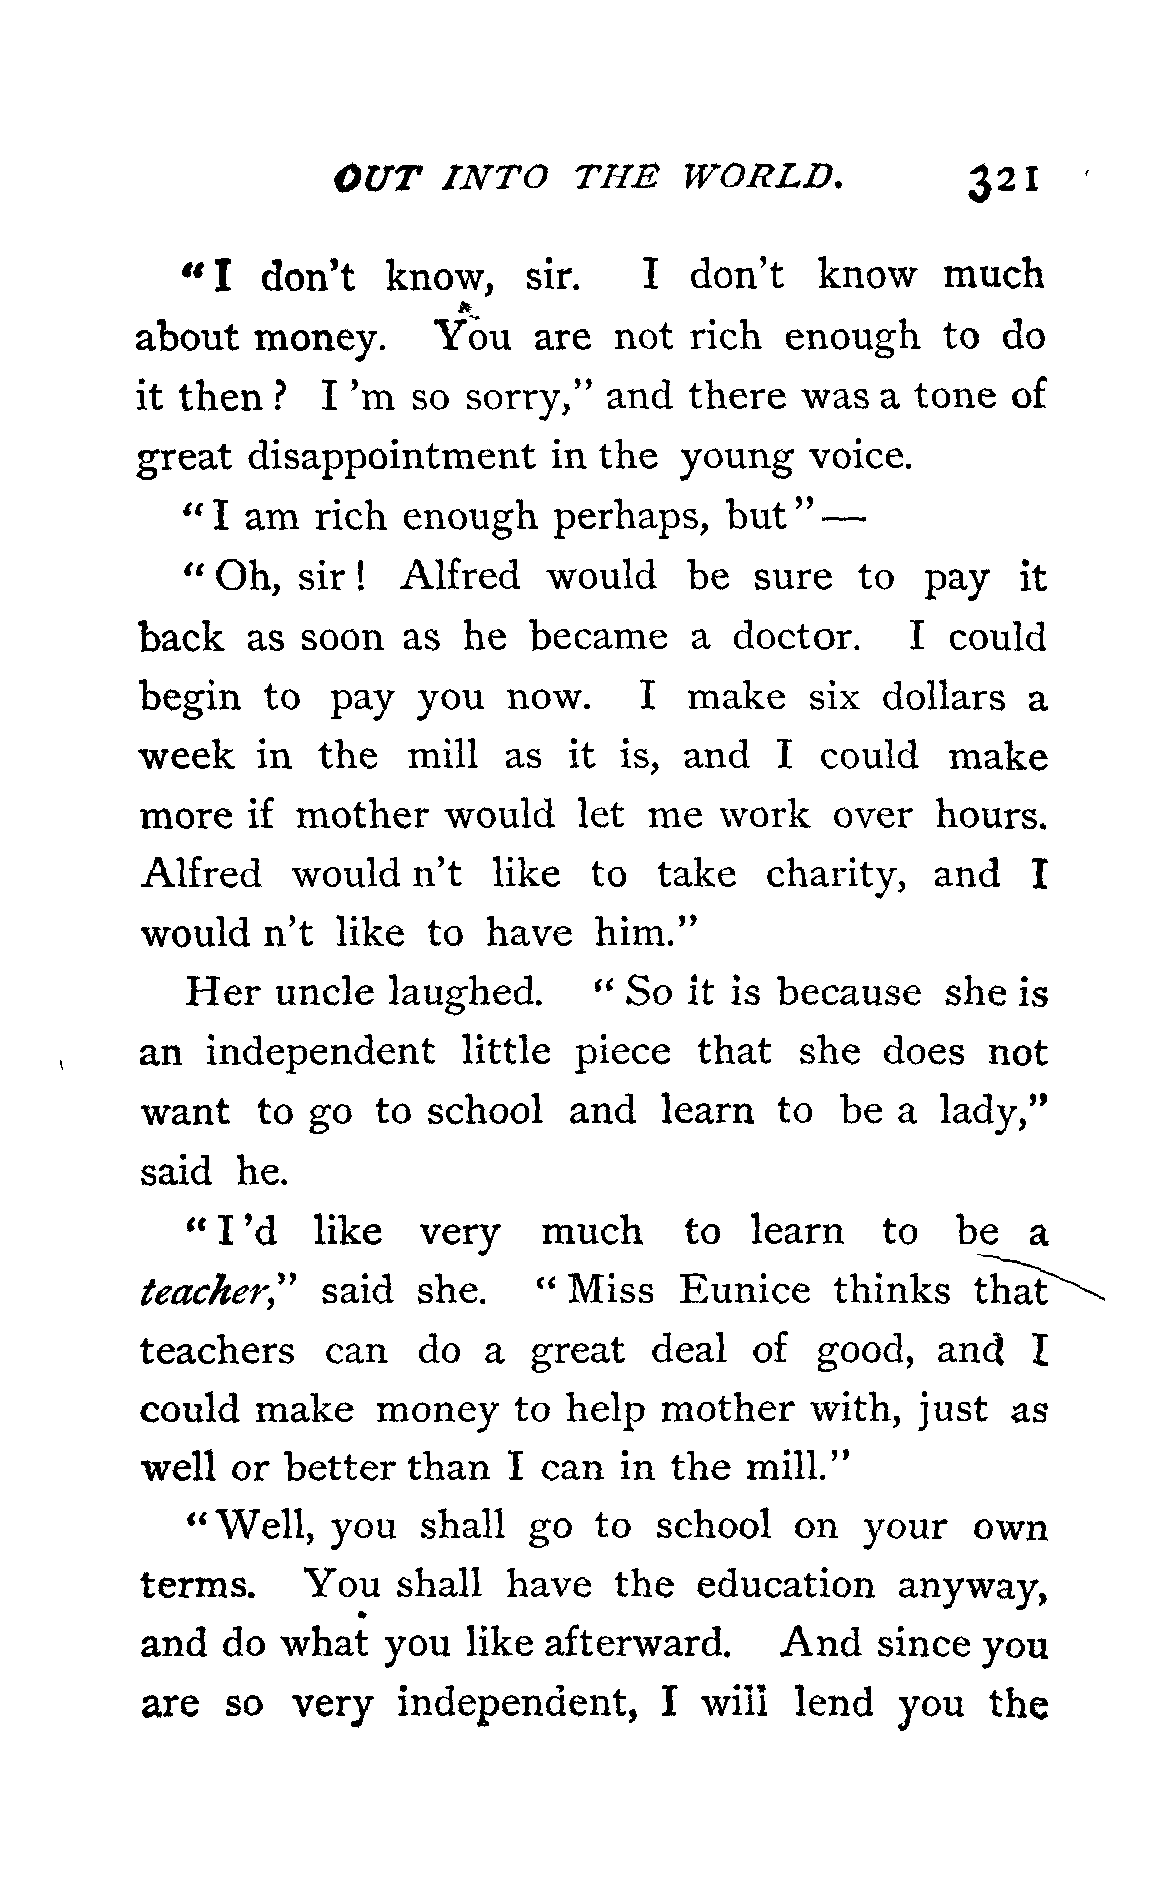 OUT INTO THE WORLD. 321
"I don't know, sir. I don't know much
about money. You are not rich enough to do
it then? I 'm so sorry," and there was a tone of
great disappointment in the young voice.
"I am rich enough perhaps, but"—
"Oh, sir! Alfred would be sure to pay it
back as soon as he became a doctor. I could
begin to pay you now. I make six dollars a
week in the mill as it is, and I could make
more if mother would let me work over hours.
Alfred would n't like to take charity, and I
would n't like to have him."
Her uncle laughed. "So it is because she is
an independent little piece that she does not
want to go to school and learn to be a lady,"
said he.
"I 'd like very much to learn to be a
teacher," said she. "Miss Eunice thinks that
teachers can do a great deal of good, and I
could make money to help mother with, just as
well or better than I can in the mill."
"Well, you shall go to school on your own
terms. You shall have the education anyway,
and do what you like afterward. And since you
are so very independent, I will lend you the